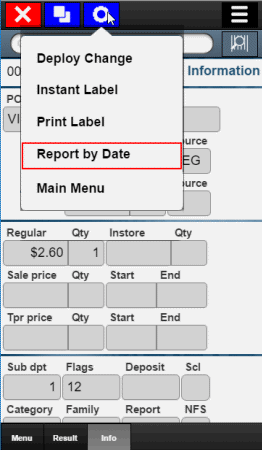 Deploy Change
00 Information
Instant Label
PO
VI
Print Label
ource
Report by Date
EG
ource
Main Menu
Regular Qty Instore Qty
$2.60 1
Sale price Qty Start End
Tpr price Qty Start End
Sub dpt Flags Deposit Scl
1 12
Category Family Report NFS
Menu Result Info